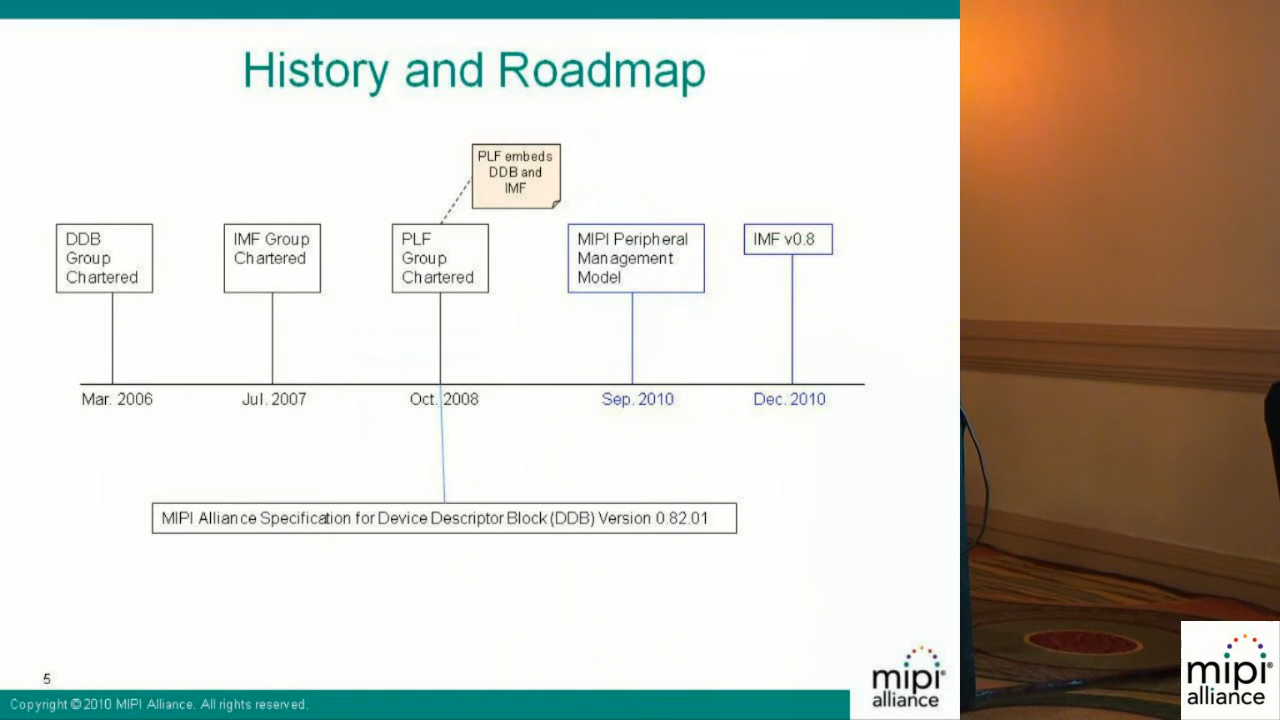 History and Roadmap
PLF embeds
DDB and
IMF
DDB
Group
Chartered
IMF Group
Chartered
PLF
Group
Chartered
MIPI Peripheral
Management
Model
IMF v0.8
Mar. 2006
Jul. 2007
Oct. 2008
Sep. 2010
Dec. 2010
MIPI Alliance Specification for Device Descriptor Block (DDB) Version 0.82.01
5
Copyright © 2010 MIPI Alliance. All rights reserved.
mipi®
alliance
mipi®
alliance